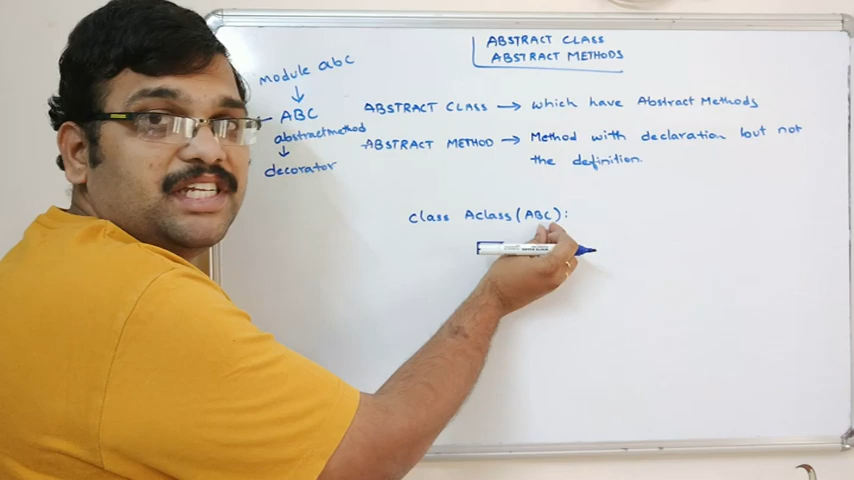 ABSTRACT CLASS
ABSTRACT METHODS
module abc
ABC
abstractmethod
decorator
ABSTRACT CLASS → which have Abstract Methods
ABSTRACT METHOD → Method with declaration but not
the definition.
class Aclass(ABC):